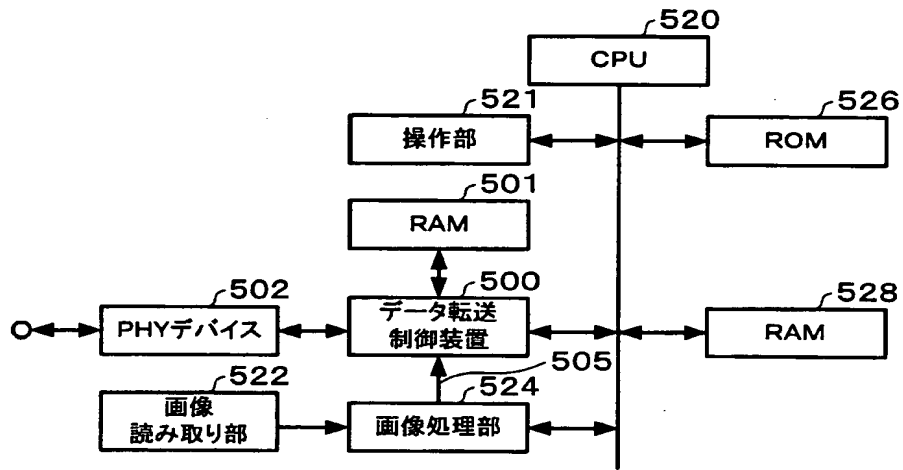 520
CPU
521
操作部
526
ROM
501
RAM
502
PHYデバイス
500
データ転送
制御装置
528
RAM
505
522
画像
読み取り部
524
画像処理部